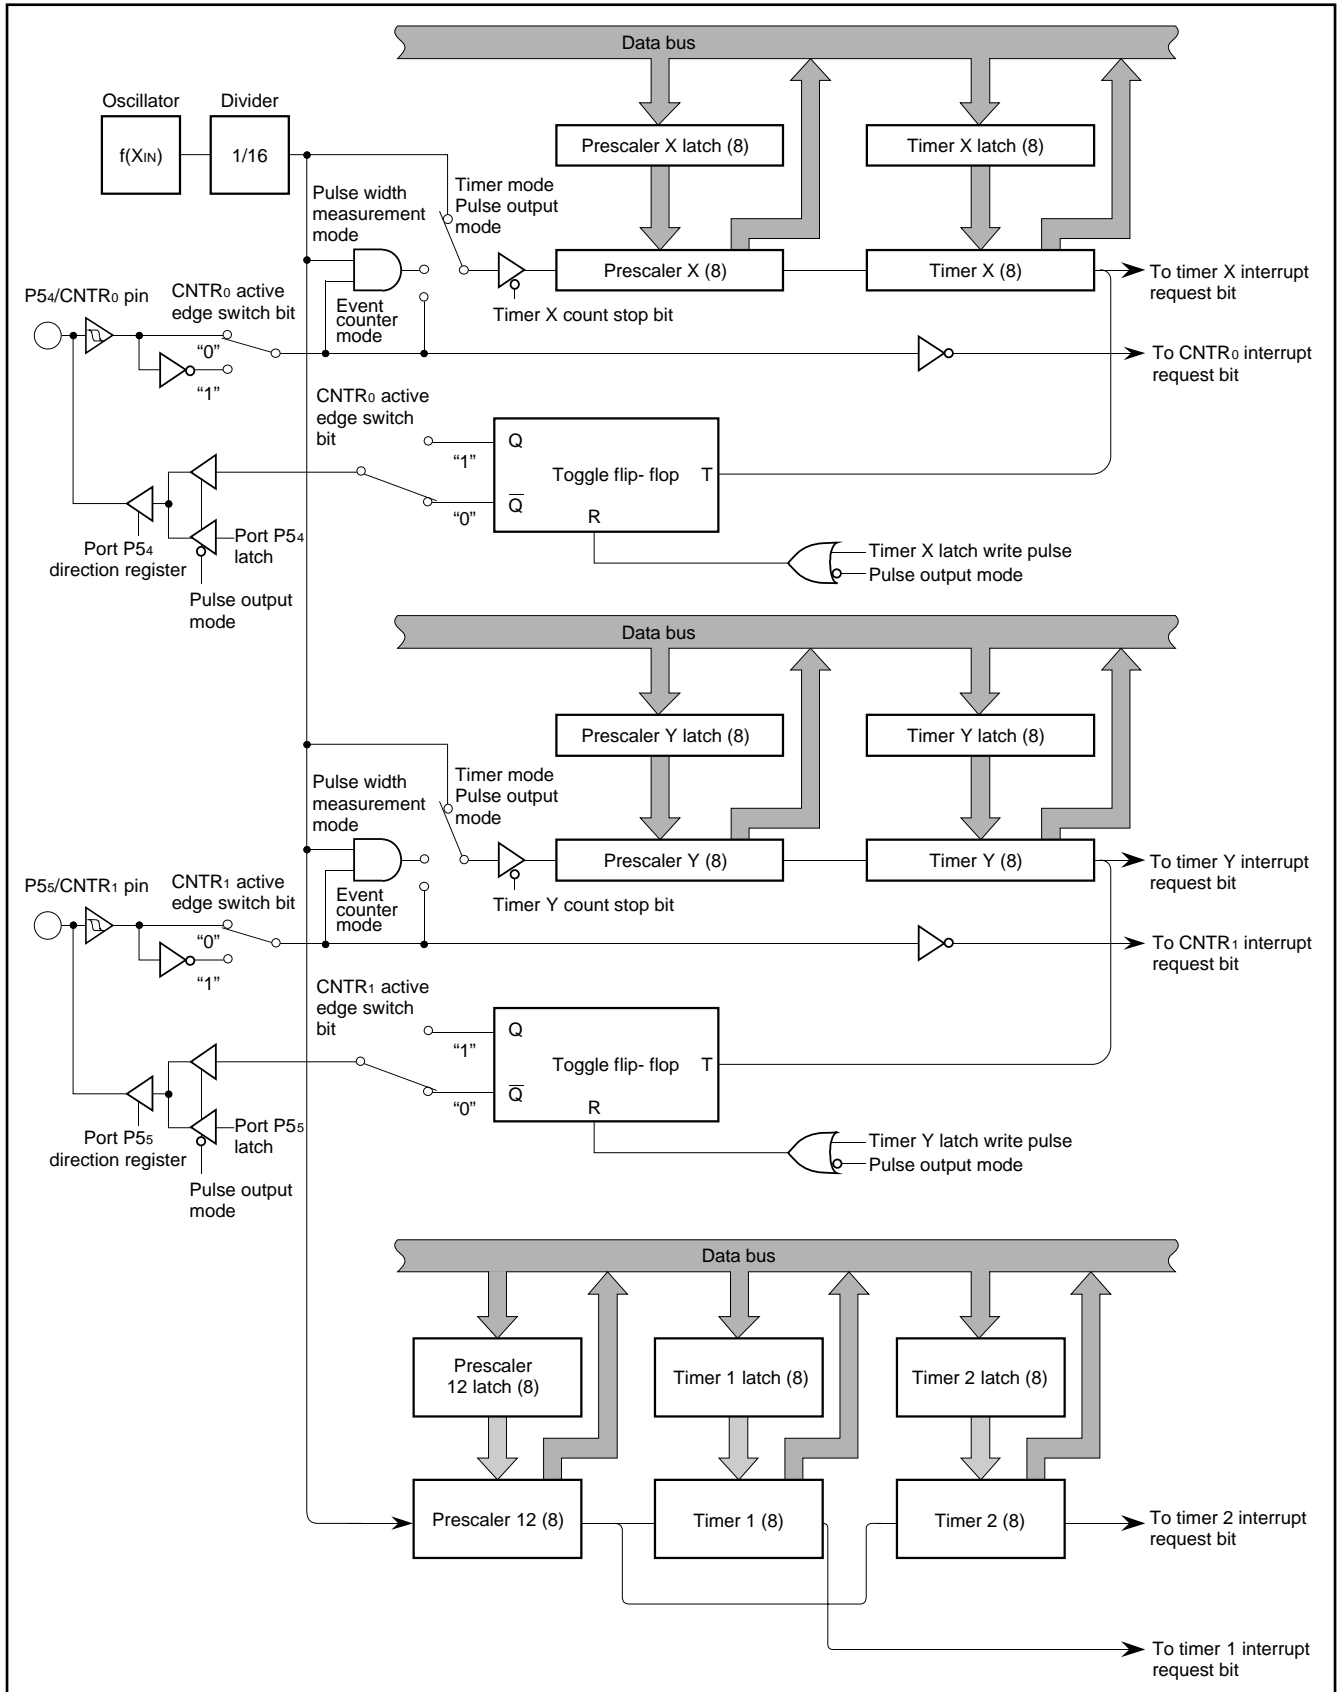 Data bus
Oscillator
Divider
f(XIN)
1/16
Prescaler X latch (8)
Timer X latch (8)
Pulse width
measurement
mode
Timer mode
Pulse output
mode
Prescaler X (8)
Timer X (8)
To timer X interrupt
request bit
P54/CNTR0 pin
CNTR0 active
edge switch bit
Event
counter
mode
Timer X count stop bit
“0”
“1”
To CNTR0 interrupt
request bit
CNTR0 active
edge switch
bit
“1”
Q
Toggle flip- flop
T
Q
“0”
R
Port P54
latch
Port P54
direction register
Timer X latch write pulse
Pulse output mode
Pulse output
mode
Data bus
Prescaler Y latch (8)
Timer Y latch (8)
Pulse width
measurement
mode
Timer mode
Pulse output
mode
Prescaler Y (8)
Timer Y (8)
To timer Y interrupt
request bit
P55/CNTR1 pin
CNTR1 active
edge switch bit
Event
counter
mode
Timer Y count stop bit
“0”
“1”
To CNTR1 interrupt
request bit
CNTR1 active
edge switch
bit
“1”
Q
Toggle flip- flop
T
Q
“0”
R
Port P55
latch
Port P55
direction register
Timer Y latch write pulse
Pulse output mode
Pulse output
mode
Data bus
Prescaler
12 latch (8)
Timer 1 latch (8)
Timer 2 latch (8)
Prescaler 12 (8)
Timer 1 (8)
Timer 2 (8)
To timer 2 interrupt
request bit
To timer 1 interrupt
request bit